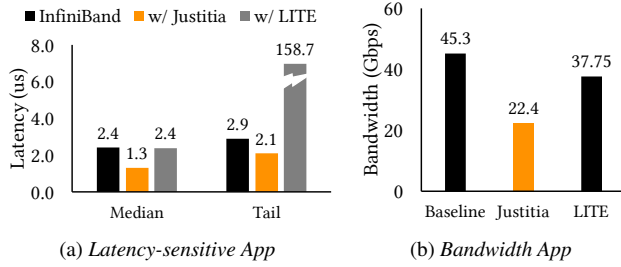 InfiniBand w/ Justitia w/ LITE
Latency (us)
8.0
6.0
4.0
2.0
0.0
2.4
1.3
2.4
2.9
2.1
158.7
Median
Tail
(a) Latency-sensitive App
Bandwidth (Gbps)
60
40
20
0
45.3
22.4
37.75
Baseline
Justitia
LITE
(b) Bandwidth App